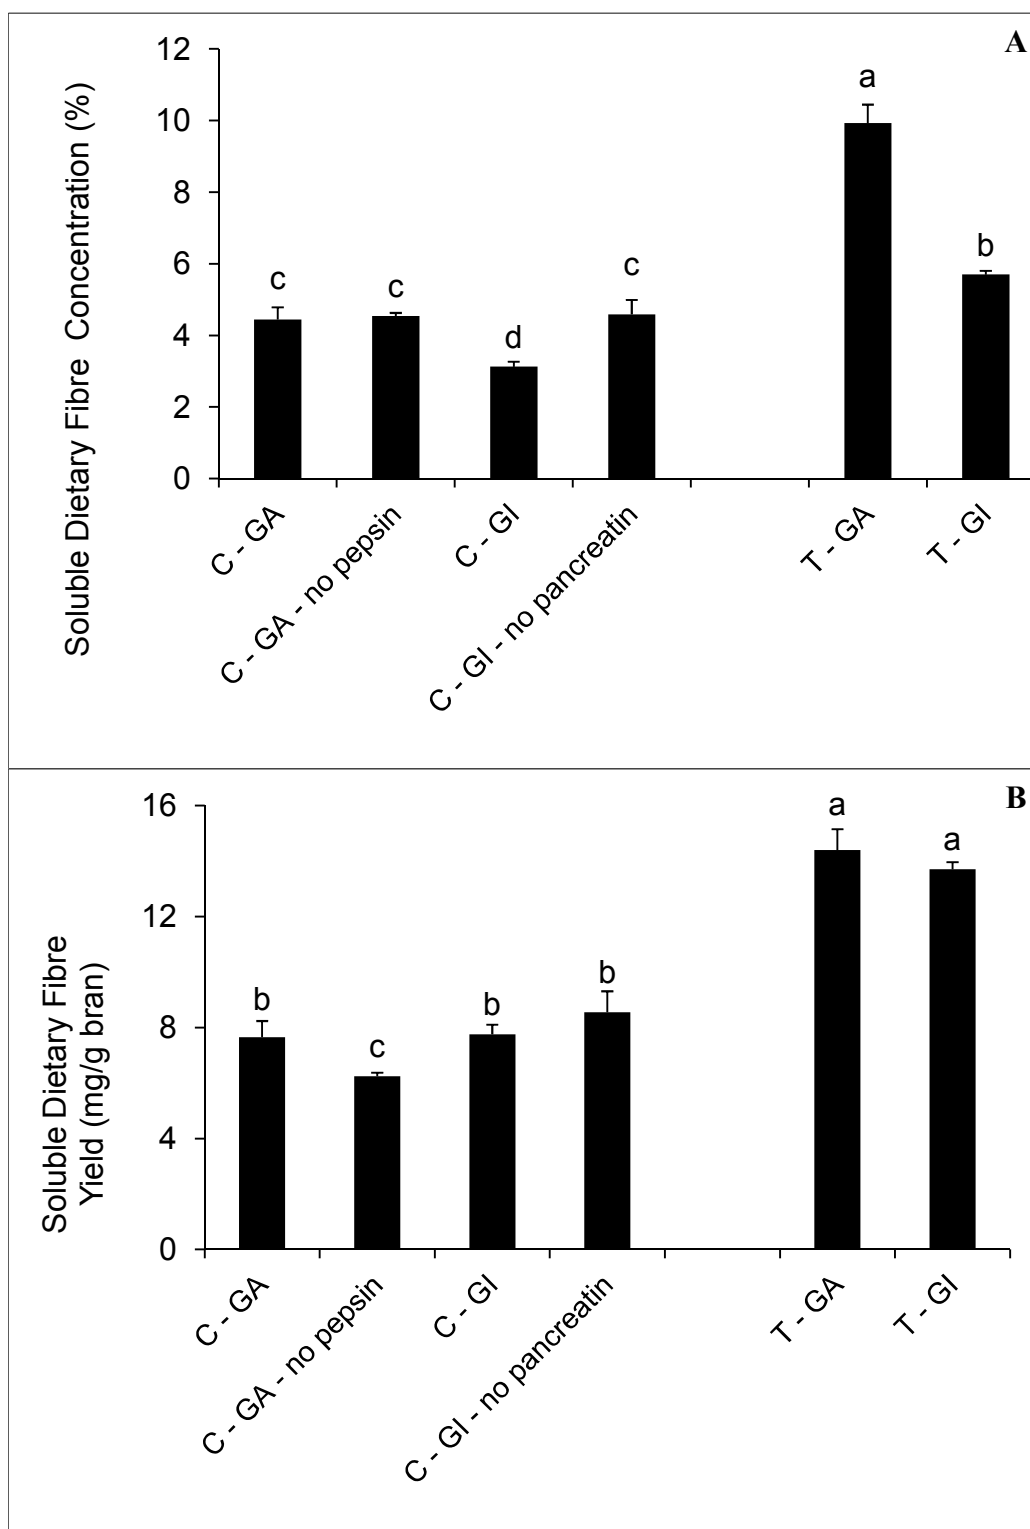 A
Soluble Dietary Fibre Concentration (%)
12
10
8
6
4
2
0
c
c
d
c
a
b
C - GA
C - GA - no pepsin
C - GI
C - GI - no pancreatin
T - GA
T - GI
B
Soluble Dietary Fibre
Yield (mg/g bran)
16
12
8
4
0
b
c
b
b
a
a
C - GA
C - GA - no pepsin
C - GI
C - GI - no pancreatin
T - GA
T - GI